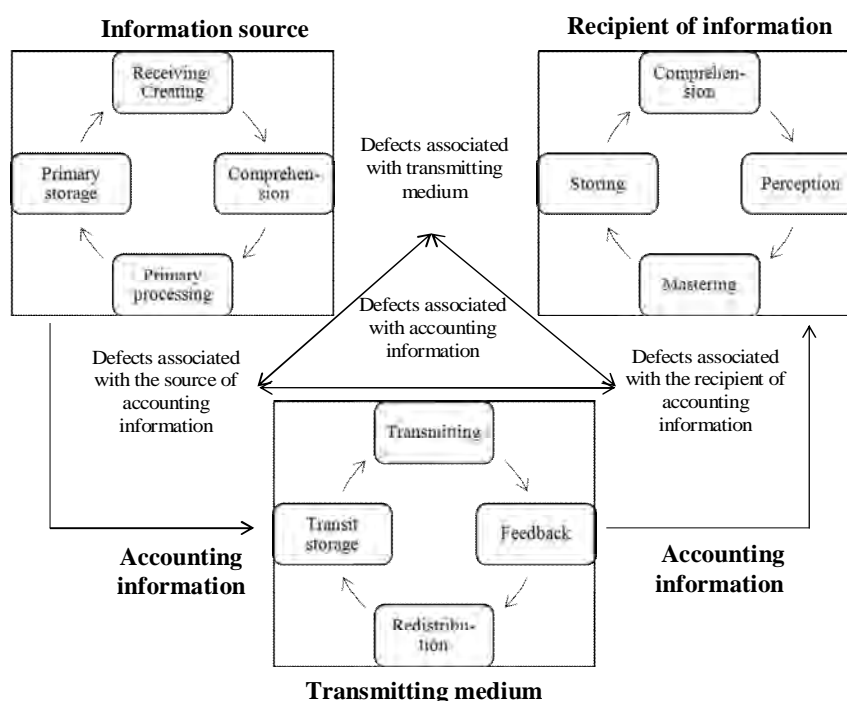 Information source
Receiving/
Creating
Primary
storage
Comprehen-
sion
Primary
processing
Recipient of information
Comprehen-
sion
Storing
Perception
Mastering
Defects associated
with transmitting
medium
Defects associated
with accounting
information
Defects associated
with the source of
accounting
information
Defects associated
with the recipient of
accounting
information
Transmitting
Transit
storage
Feedback
Redistribu-
tion
Accounting
information
Accounting
information
Transmitting medium